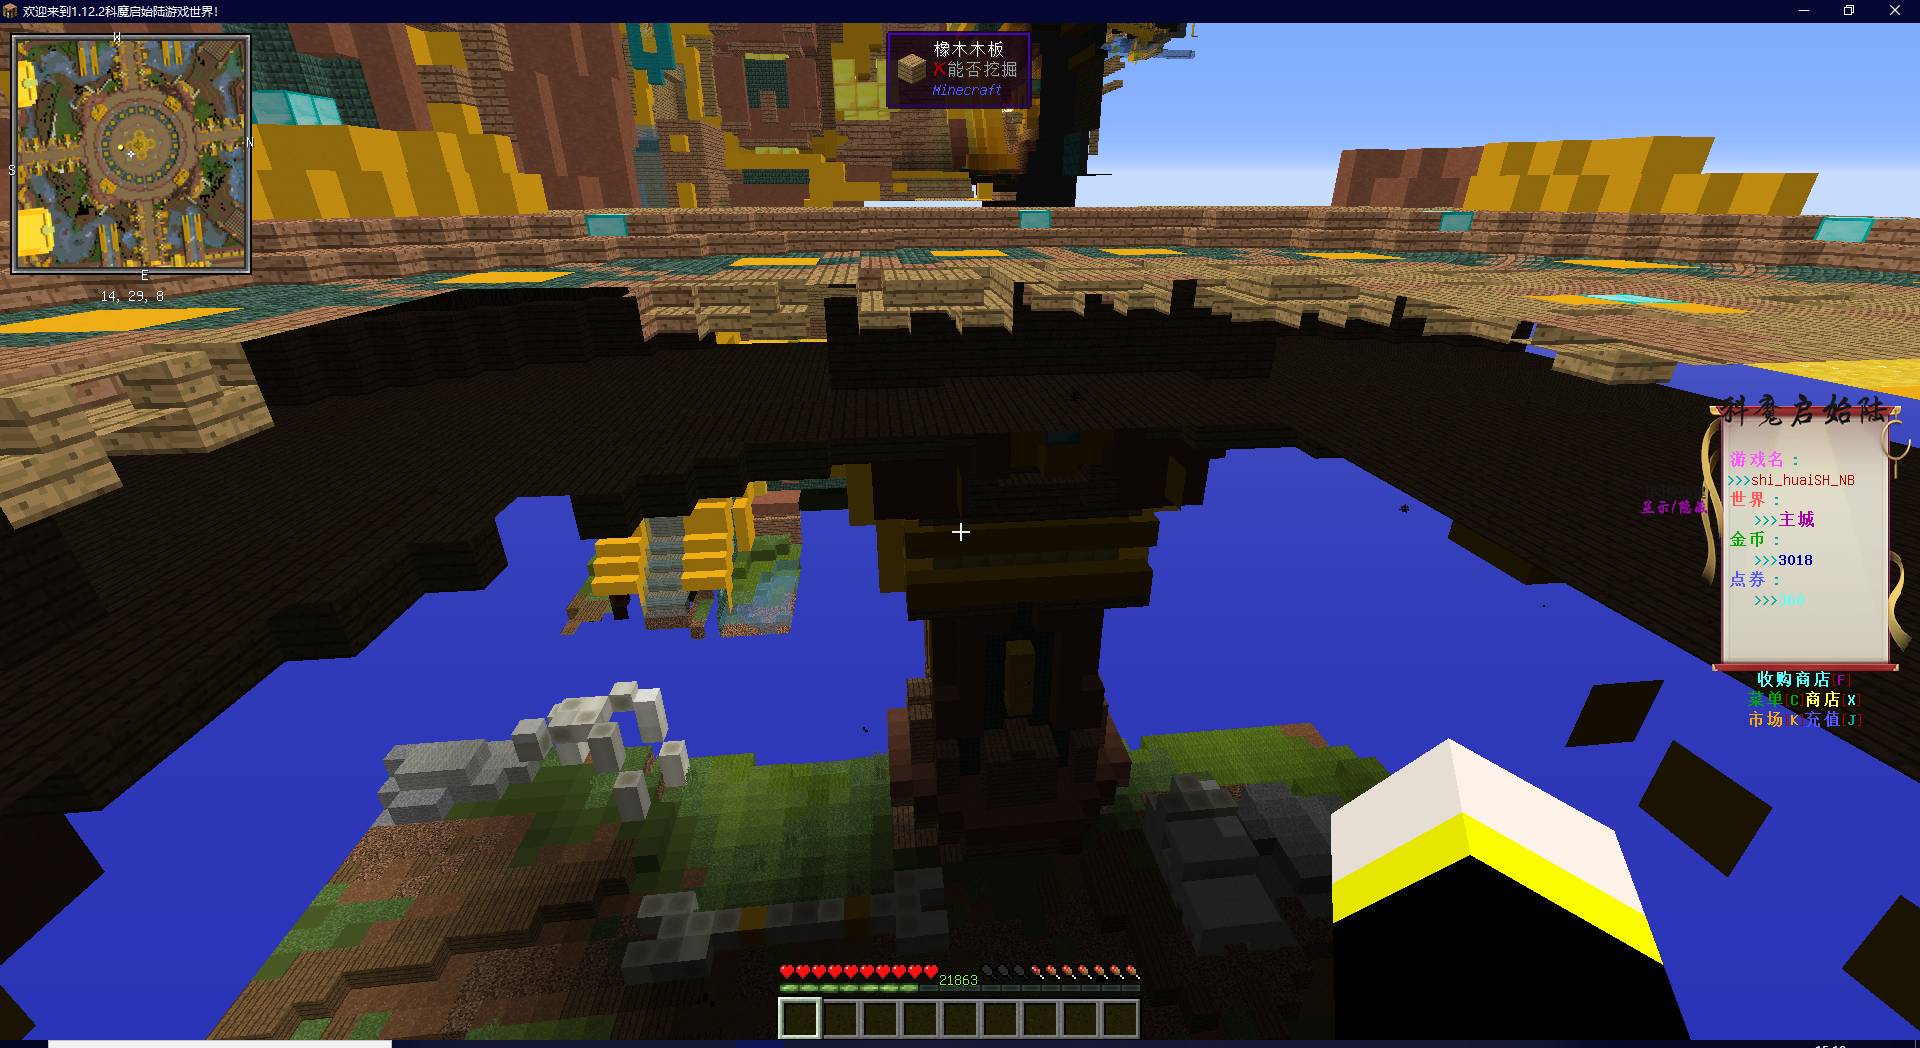 欢迎来到1.12.2科魔启始陆游戏世界!
W
橡木木板
X能否挖掘
Minecraft
N
S
E
14, 29, 8
科魔启始陆
游戏名 :
>>>shi_huaiSH_NB
世界 :
显示/隐藏
>>>主城
金币 :
>>>3018
点券 :
>>>360
收购商店[F]
菜单[C]商店[X]
市场[K]充值[J]
21863